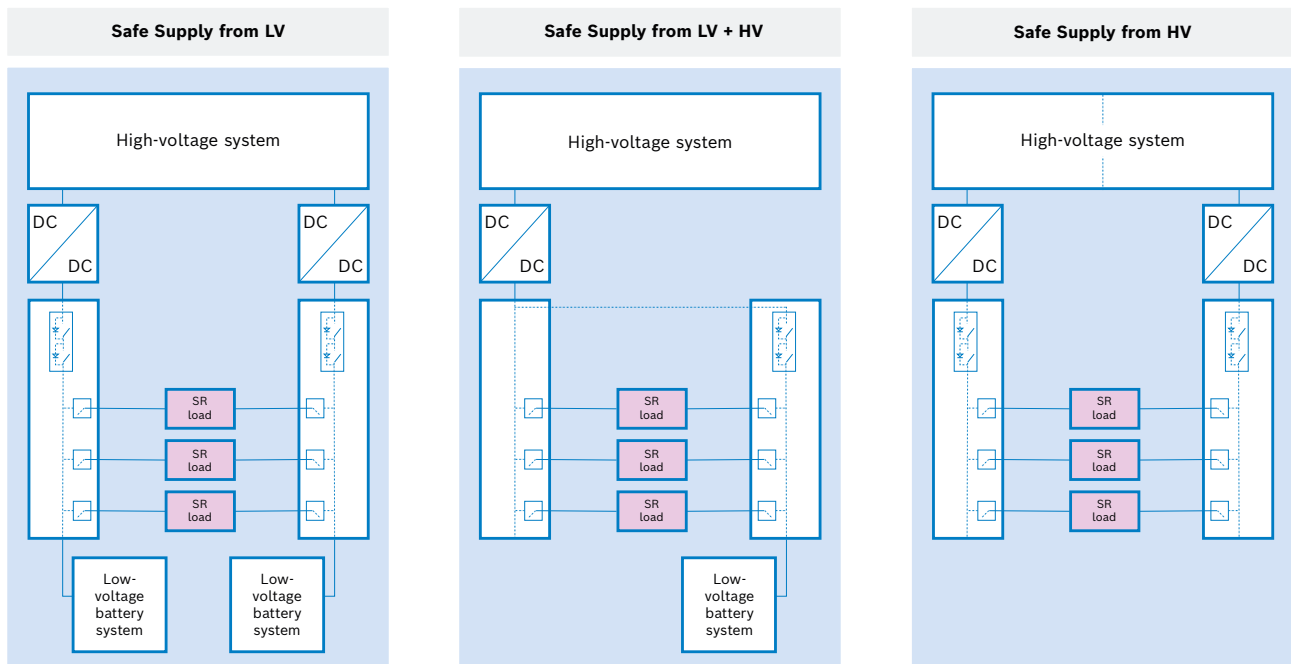 Safe Supply from LV
High-voltage system
DC
DC
DC
DC
SR
load
SR
load
SR
load
Low-
voltage
battery
system
Low-
voltage
battery
system
Safe Supply from LV + HV
High-voltage system
DC
DC
SR
load
SR
load
SR
load
Low-
voltage
battery
system
Safe Supply from HV
High-voltage system
DC
DC
DC
DC
SR
load
SR
load
SR
load